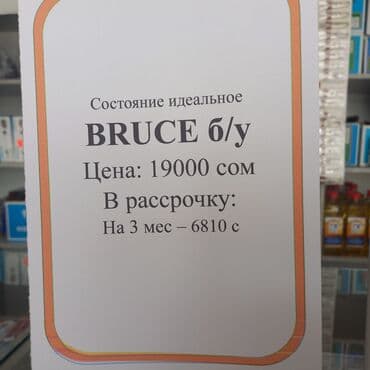 Состояние идеальное
BRUCE б/у
Цена: 19000 сом
В рассрочку:
На 3 мес – 6810 с